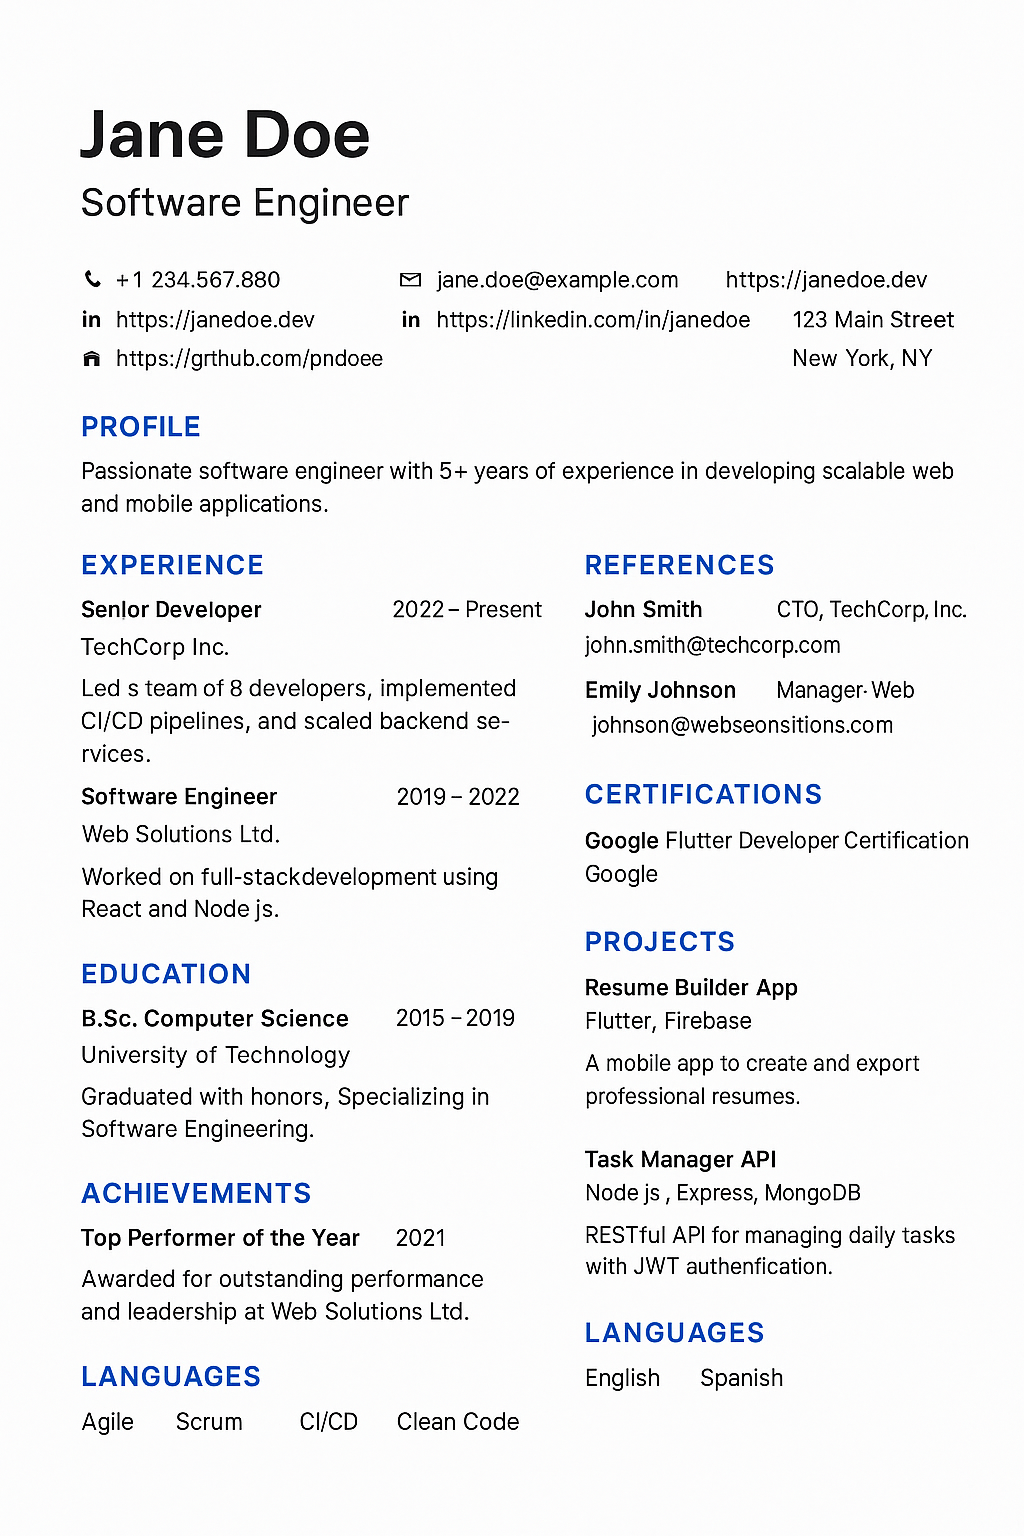 Jane Doe
Software Engineer
+1 234.567.880
jane.doe@example.com
https://janedoe.dev
in https://janedoe.dev
in https://linkedin.com/in/janedoe
123 Main Street
https://grthub.com/pndoee
New York, NY
PROFILE
Passionate software engineer with 5+ years of experience in developing scalable web
and mobile applications.
EXPERIENCE
Senlor Developer 2022 – Present
TechCorp Inc.
Led s team of 8 developers, implemented
CI/CD pipelines, and scaled backend se-
rvices.
Software Engineer 2019 – 2022
Web Solutions Ltd.
Worked on full-stackdevelopment using
React and Node js.
EDUCATION
B.Sc. Computer Science 2015 – 2019
University of Technology
Graduated with honors, Specializing in
Software Engineering.
ACHIEVEMENTS
Top Performer of the Year 2021
Awarded for outstanding performance
and leadership at Web Solutions Ltd.
LANGUAGES
Agile Scrum CI/CD Clean Code
REFERENCES
John Smith CTO, TechCorp, Inc.
john.smith@techcorp.com
Emily Johnson Manager· Web
johnson@webseonsitions.com
CERTIFICATIONS
Google Flutter Developer Certification
Google
PROJECTS
Resume Builder App
Flutter, Firebase
A mobile app to create and export
professional resumes.
Task Manager API
Node js , Express, MongoDB
RESTful API for managing daily tasks
with JWT authenfication.
LANGUAGES
English Spanish